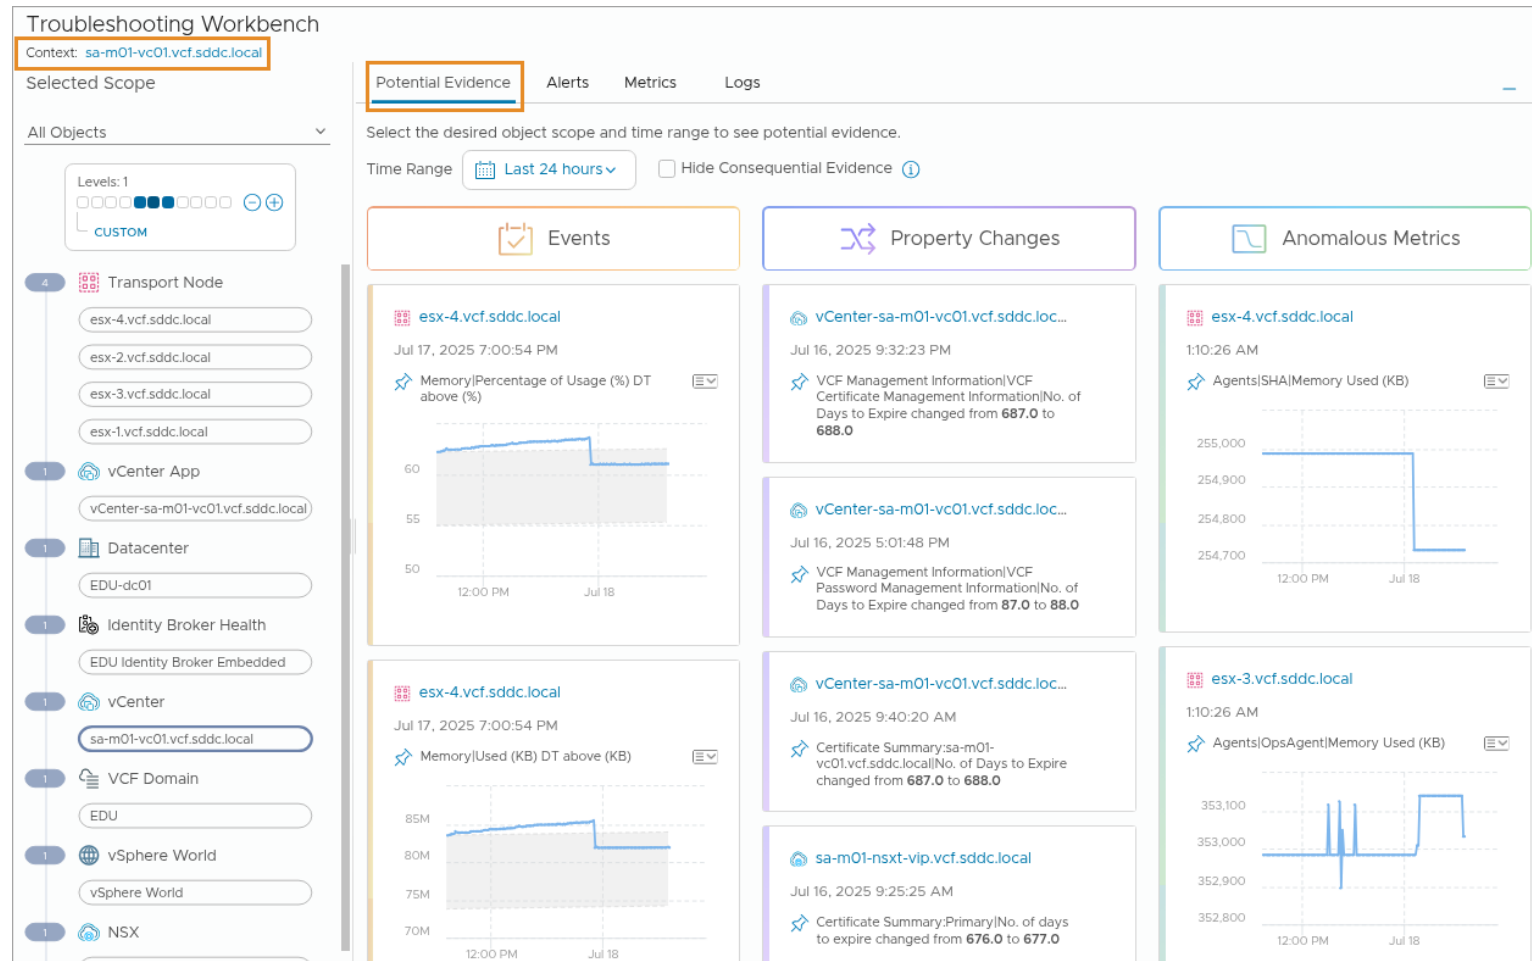 Troubleshooting Workbench
Context: sa-m01-vc01.vcf.sddc.local
Selected Scope
All Objects
Levels: 1
CUSTOM
4
Transport Node
esx-4.vcf.sddc.local
esx-2.vcf.sddc.local
esx-3.vcf.sddc.local
esx-1.vcf.sddc.local
1
vCenter App
vCenter-sa-m01-vc01.vcf.sddc.local
1
Datacenter
EDU-dc01
1
Identity Broker Health
EDU Identity Broker Embedded
1
vCenter
sa-m01-vc01.vcf.sddc.local
1
VCF Domain
EDU
1
vSphere World
vSphere World
1
NSX
Potential Evidence
Alerts
Metrics
Logs
Select the desired object scope and time range to see potential evidence.
Time Range
Last 24 hours
Hide Consequential Evidence
Events
esx-4.vcf.sddc.local
Jul 17, 2025 7:00:54 PM
Memory|Percentage of Usage (%) DT
above (%)
60
55
50
12:00 PM
Jul 18
esx-4.vcf.sddc.local
Jul 17, 2025 7:00:54 PM
Memory|Used (KB) DT above (KB)
85M
80M
75M
70M
12:00 PM
Jul 18
Property Changes
vCenter-sa-m01-vc01.vcf.sddc.loc...
Jul 16, 2025 9:32:23 PM
VCF Management Information|VCF
Certificate Management Information|No. of
Days to Expire changed from 687.0 to
688.0
vCenter-sa-m01-vc01.vcf.sddc.loc...
Jul 16, 2025 5:01:48 PM
VCF Management Information|VCF
Password Management Information|No. of
Days to Expire changed from 87.0 to 88.0
vCenter-sa-m01-vc01.vcf.sddc.loc...
Jul 16, 2025 9:40:20 AM
Certificate Summary:sa-m01-
vc01.vcf.sddc.local|No. of Days to Expire
changed from 687.0 to 688.0
sa-m01-nsxt-vip.vcf.sddc.local
Jul 16, 2025 9:25:25 AM
Certificate Summary:Primary|No. of days
to expire changed from 676.0 to 677.0
Anomalous Metrics
esx-4.vcf.sddc.local
1:10:26 AM
Agents|SHA|Memory Used (KB)
255,000
254,900
254,800
254,700
12:00 PM
Jul 18
esx-3.vcf.sddc.local
1:10:26 AM
Agents|OpsAgent|Memory Used (KB)
353,100
353,000
352,900
352,800
12:00 PM
Jul 18